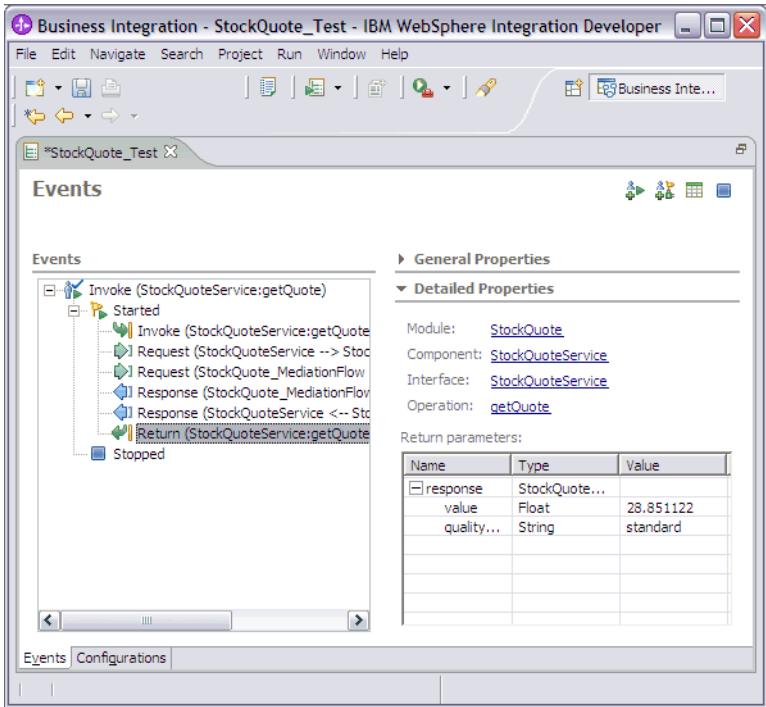 Business Integration - StockQuote_Test - IBM WebSphere Integration Developer
File Edit Navigate Search Project Run Window Help
Business Inte...
*StockQuote_Test
Events
Events
General Properties
Invoke (StockQuoteService:getQuote)
Detailed Properties
Started
Invoke (StockQuoteService:getQuote
Module: StockQuote
Request (StockQuoteService --> Stoc
Component: StockQuoteService
Request (StockQuote_MediationFlow
Interface: StockQuoteService
Response (StockQuote_MediationFlov
Operation: getQuote
Response (StockQuoteService <-- Sto
Return (StockQuoteService:getQuote
Return parameters:
Stopped
Name Type Value
response StockQuote...
value Float 28.851122
quality... String standard
Events Configurations